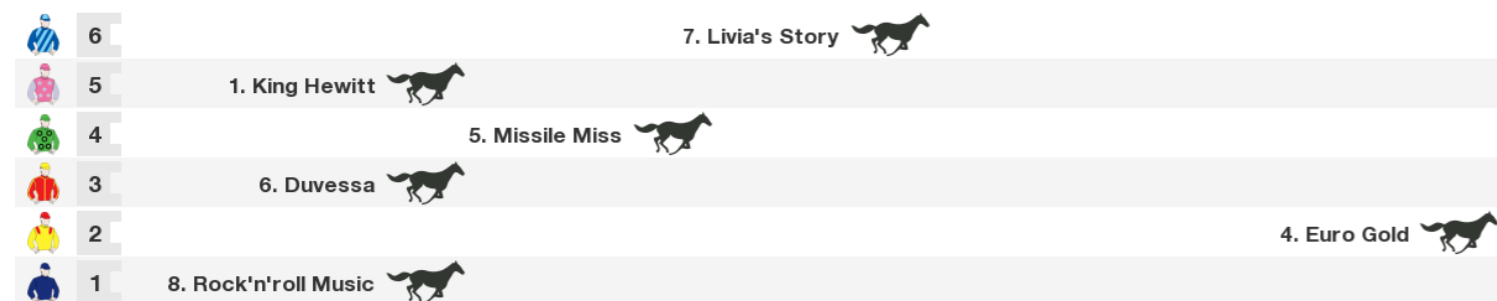 6 7. Livia's Story
5 1. King Hewitt
4 5. Missile Miss
3 6. Duvessa
2 4. Euro Gold
1 8. Rock'n'roll Music